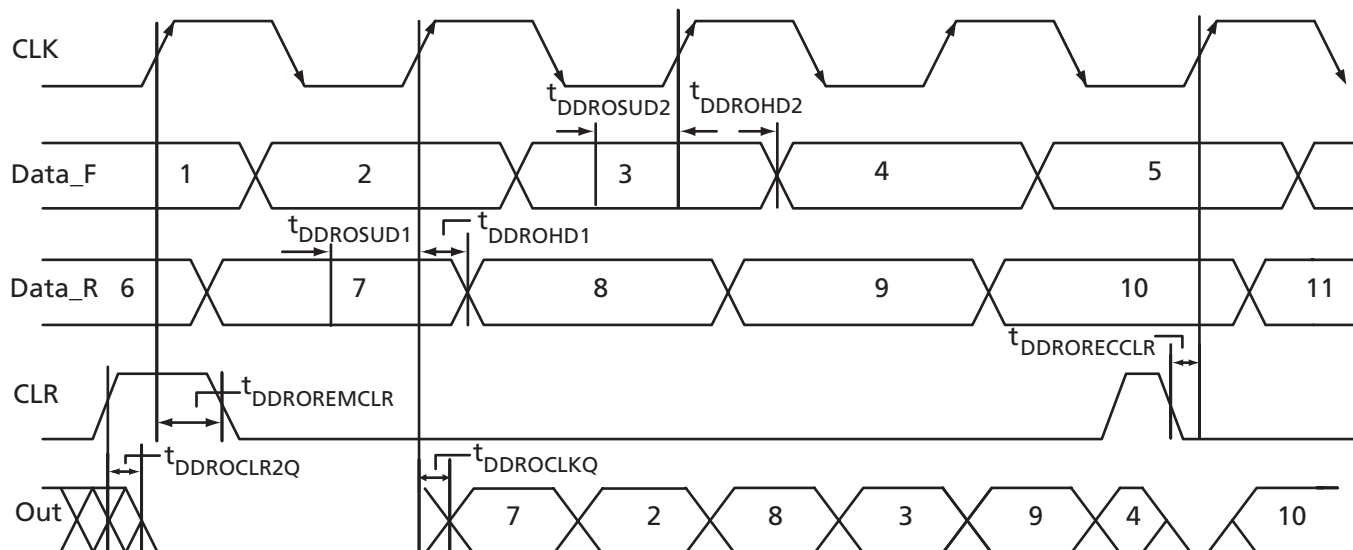 CLK
tDDROSUD2 tDDROHD2
Data_F 1 2 3 4 5
tDDROSUD1 tDDROHD1
Data_R 6 7 8 9 10 11
tDDRORECCLR
CLR tDDROREMCLR
tDDROCLR2Q tDDROCLKQ
Out 7 2 8 3 9 4 10